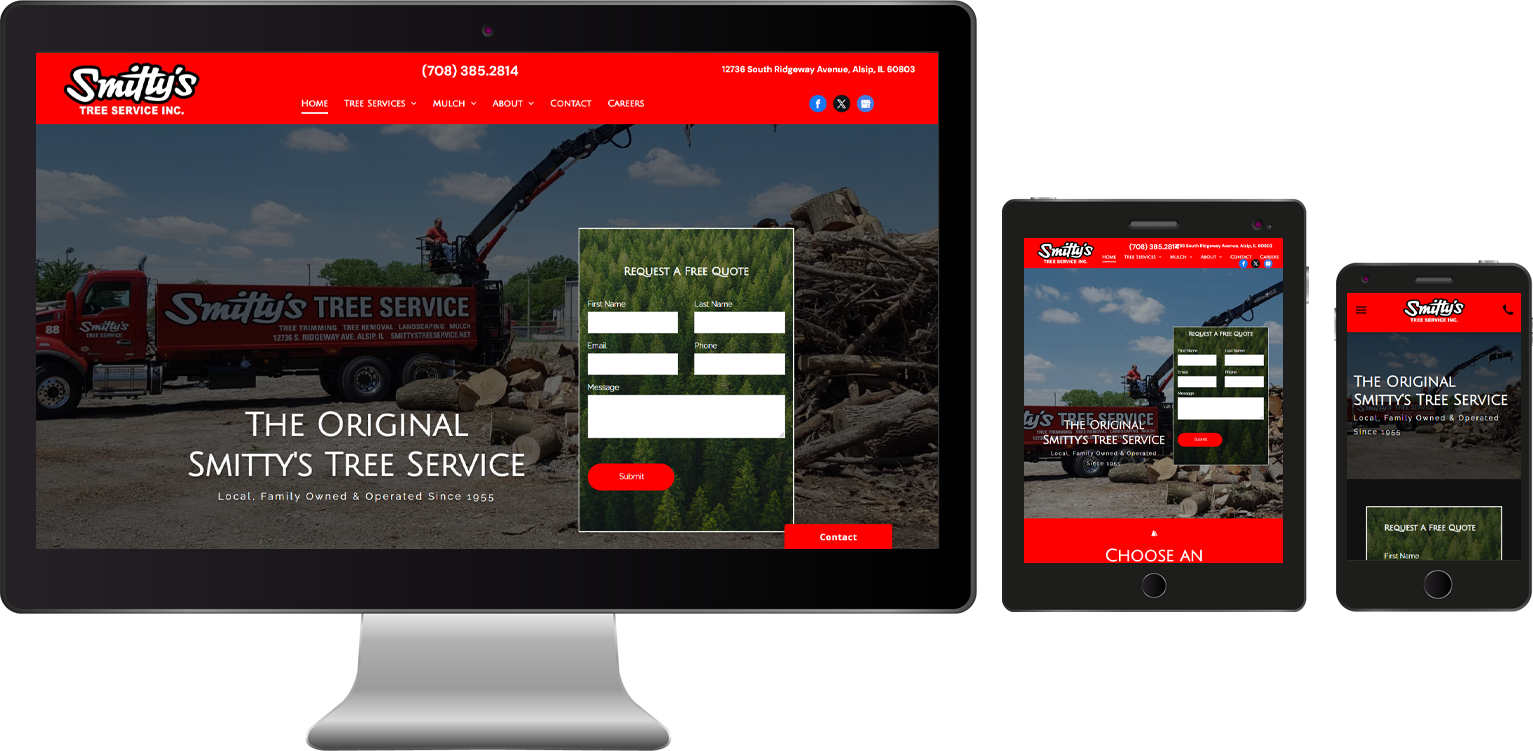 Smitty's
TREE SERVICE INC.
(708) 385.2814
12736 South Ridgeway Avenue, Alsip, IL 60803
HOME TREE SERVICES MULCH ABOUT CONTACT CAREERS
88
Smitty's
TREE SERVICE
Smitty's TREE SERVICE
TREE TRIMMING TREE REMOVAL LANDSCAPING MULCH
12736 S. RIDGEWAY AVE. ALSIP, IL SMITTYSTREESERVICE.NET
THE ORIGINAL
SMITTY'S TREE SERVICE
Local, Family Owned & Operated Since 1955
REQUEST A FREE QUOTE
First Name Last Name
Email Phone
Message
Submit
Contact
Smitty's
TREE SERVICE INC.
(708) 385.2814
12736 South Ridgeway Avenue, Alsip, IL 60803
HOME TREE SERVICES MULCH ABOUT CONTACT CAREERS
REQUEST A FREE QUOTE
First Name Last Name
Email Phone
Message
Submit
TREE SERVICE
THE ORIGINAL
SMITTY'S TREE SERVICE
Local, Family Owned & Operated
Since 1955
CHOOSE AN
Smitty's
TREE SERVICE INC.
THE ORIGINAL
SMITTY'S TREE SERVICE
Local, Family Owned & Operated
Since 1955
REQUEST A FREE QUOTE
First Name